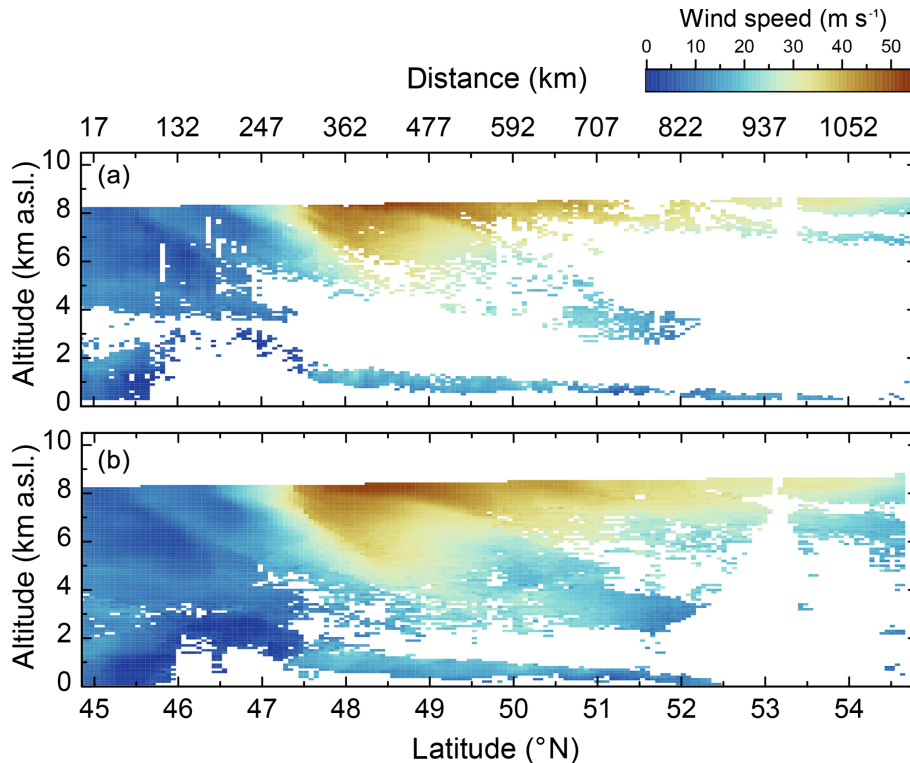 Wind speed (m s⁻¹)
0 10 20 30 40 50
Distance (km)
17 132 247 362 477 592 707 822 937 1052
(a)
10
8
6
4
2
0
Altitude (km a.s.l.)
(b)
10
8
6
4
2
0
Altitude (km a.s.l.)
45 46 47 48 49 50 51 52 53 54
Latitude (°N)